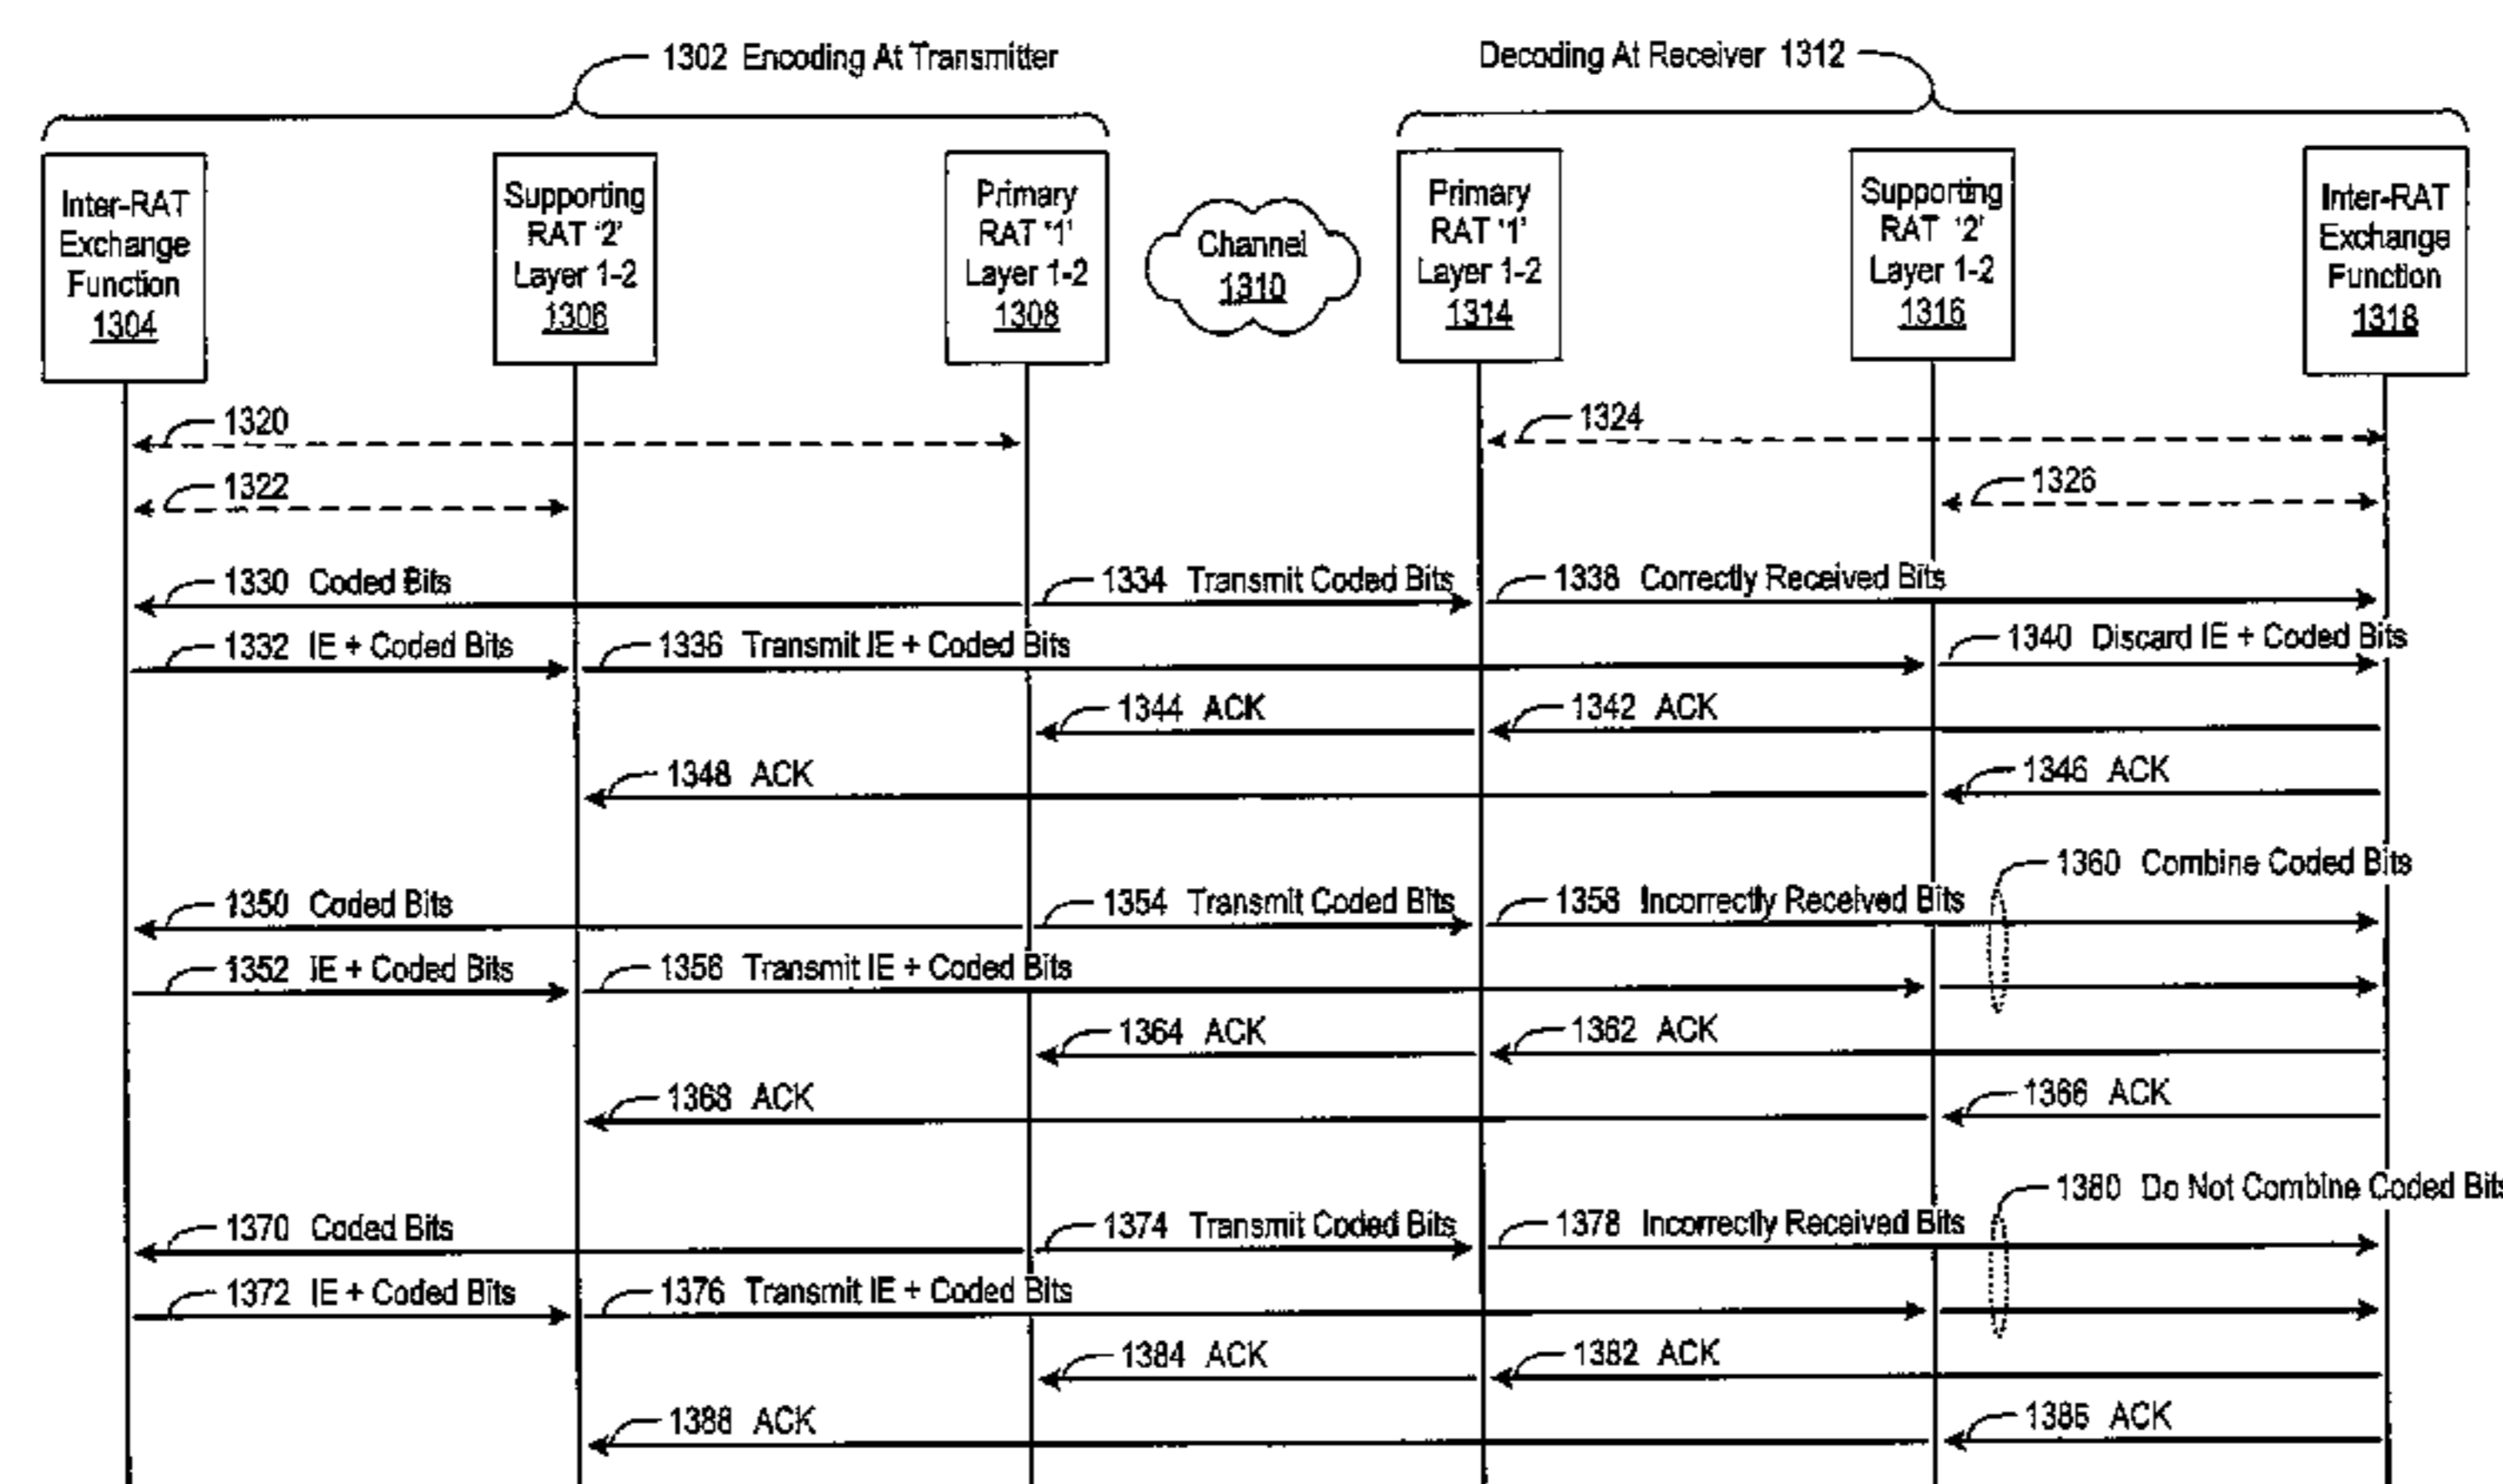 1302 Encoding At Transmitter
Decoding At Receiver 1312
Inter-RAT
Exchange
Function
1304
Supporting
RAT '2'
Layer 1-2
1306
Primary
RAT '1'
Layer 1-2
1308
Channel
1310
Primary
RAT '1'
Layer 1-2
1314
Supporting
RAT '2'
Layer 1-2
1316
Inter-RAT
Exchange
Function
1318
1320
1324
1322
1326
1330 Coded Bits
1334 Transmit Coded Bits
1338 Correctly Received Bits
1332 IE + Coded Bits
1336 Transmit IE + Coded Bits
1340 Discard IE + Coded Bits
1344 ACK
1342 ACK
1348 ACK
1346 ACK
1360 Combine Coded Bits
1350 Coded Bits
1354 Transmit Coded Bits
1358 Incorrectly Received Bits
1352 IE + Coded Bits
1356 Transmit IE + Coded Bits
1364 ACK
1362 ACK
1368 ACK
1366 ACK
1380 Do Not Combine Coded Bits
1370 Coded Bits
1374 Transmit Coded Bits
1378 Incorrectly Received Bits
1372 IE + Coded Bits
1376 Transmit IE + Coded Bits
1384 ACK
1382 ACK
1388 ACK
1386 ACK